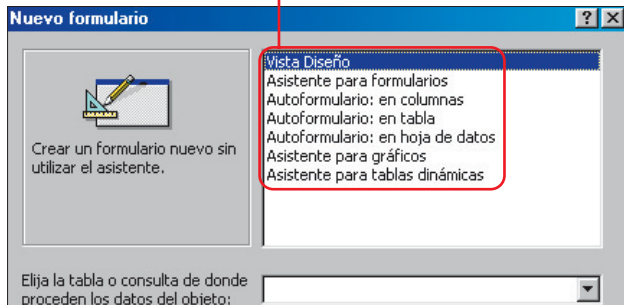 Nuevo formulario
Vista Diseño
Asistente para formularios
Autoformulario: en columnas
Autoformulario: en tabla
Autoformulario: en hoja de datos
Asistente para gráficos
Asistente para tablas dinámicas
Crear un formulario nuevo sin
utilizar el asistente.
Elija la tabla o consulta de donde
proceden los datos del objeto: